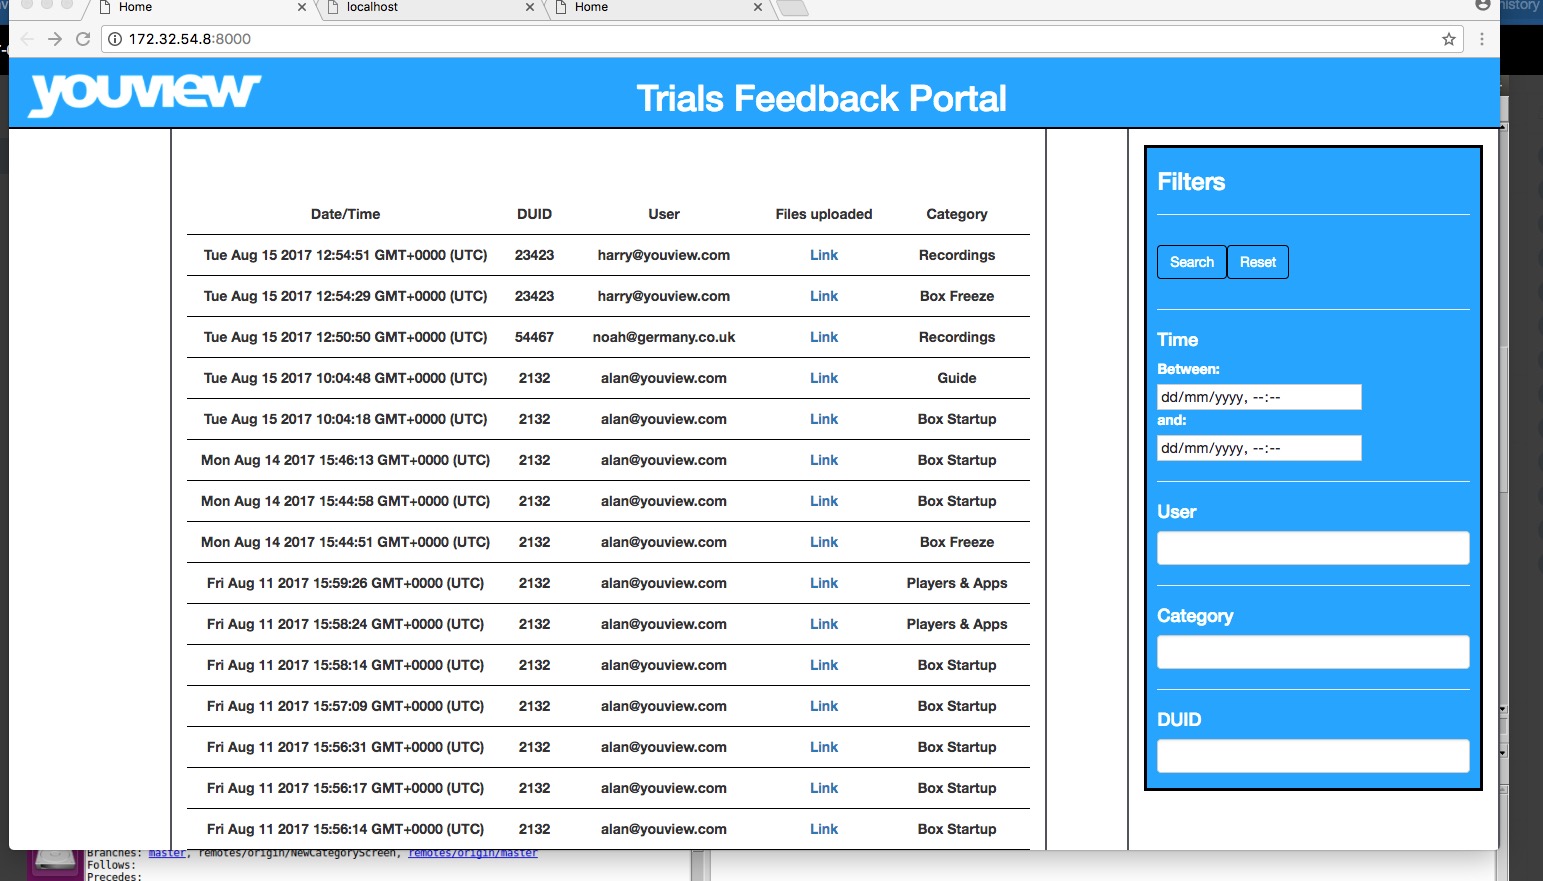 Home
localhost
Home
history
172.32.54.8:8000
youview
Trials Feedback Portal
Date/Time DUID User Files uploaded Category
Tue Aug 15 2017 12:54:51 GMT+0000 (UTC) 23423 harry@youview.com Link Recordings
Tue Aug 15 2017 12:54:29 GMT+0000 (UTC) 23423 harry@youview.com Link Box Freeze
Tue Aug 15 2017 12:50:50 GMT+0000 (UTC) 54467 noah@germany.co.uk Link Recordings
Tue Aug 15 2017 10:04:48 GMT+0000 (UTC) 2132 alan@youview.com Link Guide
Tue Aug 15 2017 10:04:18 GMT+0000 (UTC) 2132 alan@youview.com Link Box Startup
Mon Aug 14 2017 15:46:13 GMT+0000 (UTC) 2132 alan@youview.com Link Box Startup
Mon Aug 14 2017 15:44:58 GMT+0000 (UTC) 2132 alan@youview.com Link Box Startup
Mon Aug 14 2017 15:44:51 GMT+0000 (UTC) 2132 alan@youview.com Link Box Freeze
Fri Aug 11 2017 15:59:26 GMT+0000 (UTC) 2132 alan@youview.com Link Players & Apps
Fri Aug 11 2017 15:58:24 GMT+0000 (UTC) 2132 alan@youview.com Link Players & Apps
Fri Aug 11 2017 15:58:14 GMT+0000 (UTC) 2132 alan@youview.com Link Box Startup
Fri Aug 11 2017 15:57:09 GMT+0000 (UTC) 2132 alan@youview.com Link Box Startup
Fri Aug 11 2017 15:56:31 GMT+0000 (UTC) 2132 alan@youview.com Link Box Startup
Fri Aug 11 2017 15:56:17 GMT+0000 (UTC) 2132 alan@youview.com Link Box Startup
Fri Aug 11 2017 15:56:14 GMT+0000 (UTC) 2132 alan@youview.com Link Box Startup
Filters
Search Reset
Time
Between:
dd/mm/yyyy, --:--
and:
dd/mm/yyyy, --:--
User
Category
DUID
Branches: master, remotes/origin/NewCategoryScreen, remotes/origin/master
Follows:
Precedes: